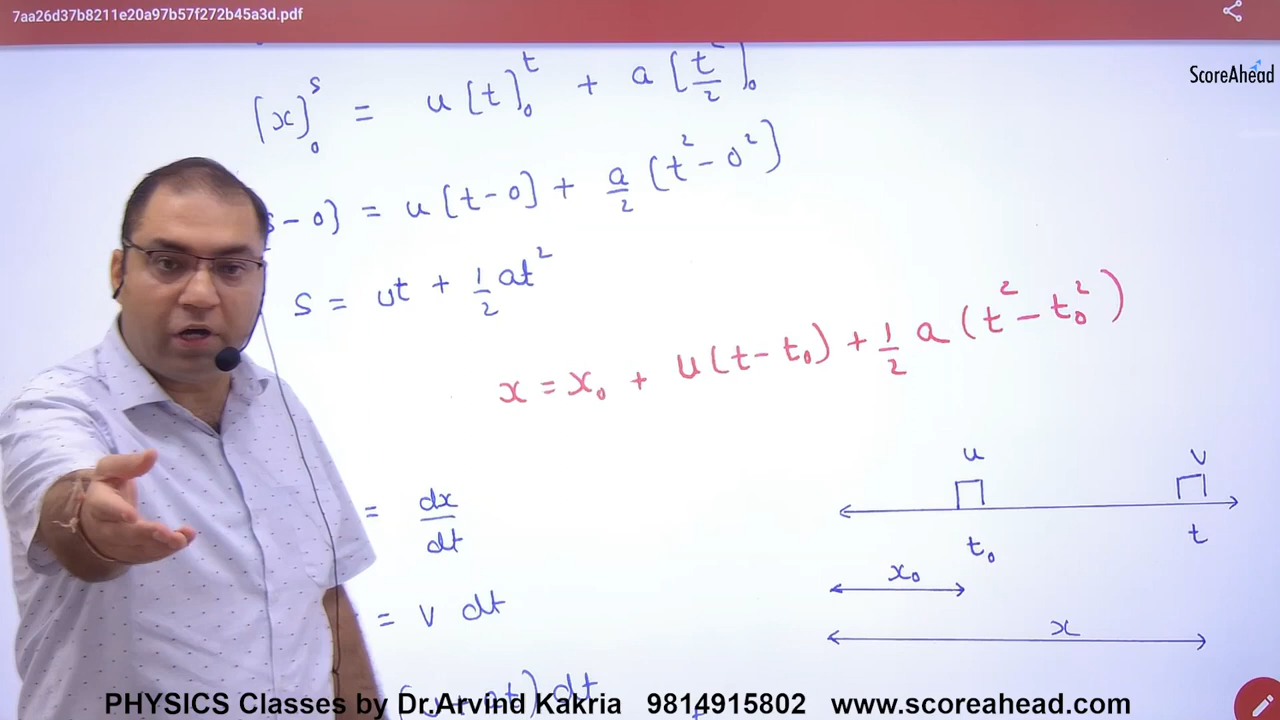 7aa26d37b8211e20a97b57f272b45a3d.pdf
ScoreAhead
[x]₀ˢ = u[t]₀ᵗ + a[t²/2]₀
s - 0} = u[t-0] + a/2 (t² - 0²)
s = ut + 1/2 at²
x = x₀ + u(t - t₀) + 1/2 a (t² - t₀²)
u v
= dx/dt
t₀ t
x₀
= v dt
x
(u + at) dt
PHYSICS Classes by Dr.Arvind Kakria 9814915802 www.scoreahead.com